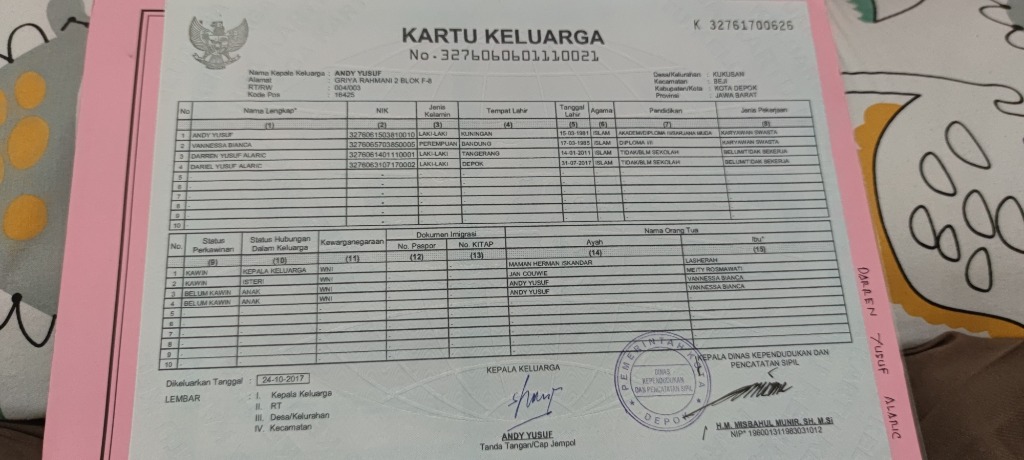 KARTU KELUARGA
K 32761700626
No. 3276060601110021
Nama Kepala Keluarga : ANDY YUSUF
Alamat : GRIYA RAHMANI 2 BLOK F-8
RT/RW : 004/003
Kode Pos : 16425
Desa/Kelurahan : KUKUSAN
Kecamatan : BEJI
Kabupaten/Kota : KOTA DEPOK
Provinsi : JAWA BARAT
No. Nama Lengkap NIK Jenis Kelamin Tempat Lahir Tanggal Lahir Agama Pendidikan Jenis Pekerjaan
(1) (2) (3) (4) (5) (6) (7) (8)
1 ANDY YUSUF 3276061503810010 LAKI-LAKI KUNINGAN 15-03-1981 ISLAM AKADEMI/DIPLOMA III/SARJANA MUDA KARYAWAN SWASTA
2 VANNESSA BIANCA 3276065703850005 PEREMPUAN BANDUNG 17-03-1985 ISLAM DIPLOMA I/II KARYAWAN SWASTA
3 DARREN YUSUF ALARIC 3276061401110001 LAKI-LAKI TANGERANG 14-01-2011 ISLAM TIDAK/BLM SEKOLAH BELUM/TIDAK BEKERJA
4 DARIEL YUSUF ALARIC 3276063107170002 LAKI-LAKI DEPOK 31-07-2017 ISLAM TIDAK/BLM SEKOLAH BELUM/TIDAK BEKERJA
5 -
6 -
7 -
8 -
9 -
10 -
No. Status Perkawinan Status Hubungan Dalam Keluarga Kewarganegaraan Dokumen Imigrasi Nama Orang Tua
No. Paspor No. KITAP Ayah Ibu
(9) (10) (11) (12) (13) (14) (15)
1 KAWIN KEPALA KELUARGA WNI MAMAN HERMAN ISKANDAR LASHERAH
2 KAWIN ISTERI WNI JAN COUWIE MEITY ROSMAWATI
3 BELUM KAWIN ANAK WNI ANDY YUSUF VANNESSA BIANCA
4 BELUM KAWIN ANAK WNI ANDY YUSUF VANNESSA BIANCA
5
6
7
8
9
10
Dikeluarkan Tanggal : 24-10-2017
LEMBAR : I. Kepala Keluarga
II. RT
III. Desa/Kelurahan
IV. Kecamatan
KEPALA KELUARGA
ANDY YUSUF
Tanda Tangan/Cap Jempol
PEMERINTAH KOTA
DINAS
KEPENDUDUKAN
DAN PENCATATAN SIPIL
DEPOK
KEPALA DINAS KEPENDUDUKAN DAN
PENCATATAN SIPIL
H.M. MISBAHUL MUNIR, SH, M.Si
NIP 196001311983031012
DARREN YUSUF ALARIC